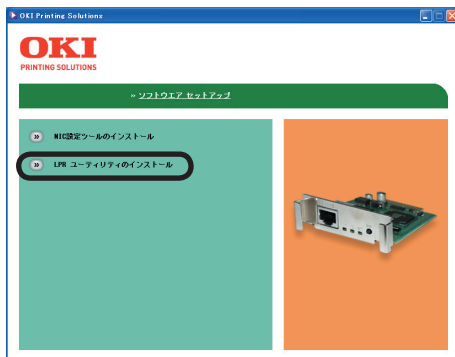 OKI Printing Solutions
OKI
PRINTING SOLUTIONS
» ソフトウエア セットアップ
» NIC設定ツールのインストール
» LPR ユーティリティのインストール